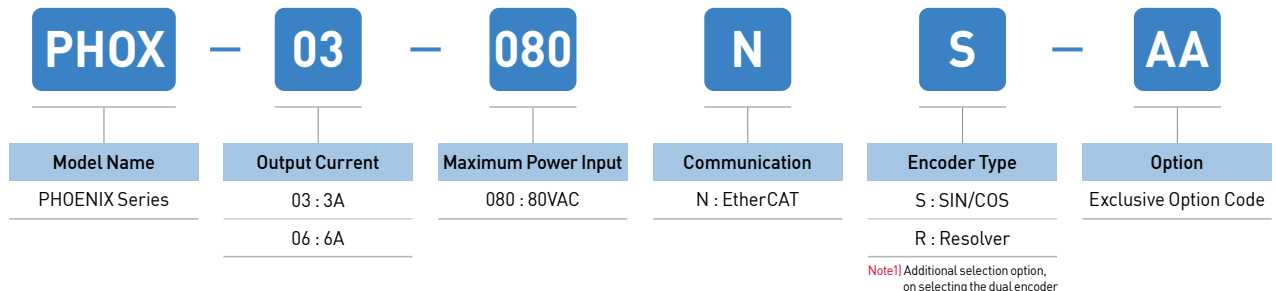 PHOX – 03 – 080 N S – AA
Model Name
PHOENIX Series
Output Current
03 : 3A
06 : 6A
Maximum Power Input
080 : 80VAC
Communication
N : EtherCAT
Encoder Type
S : SIN/COS
R : Resolver
Note1) Additional selection option,
on selecting the dual encoder
Option
Exclusive Option Code